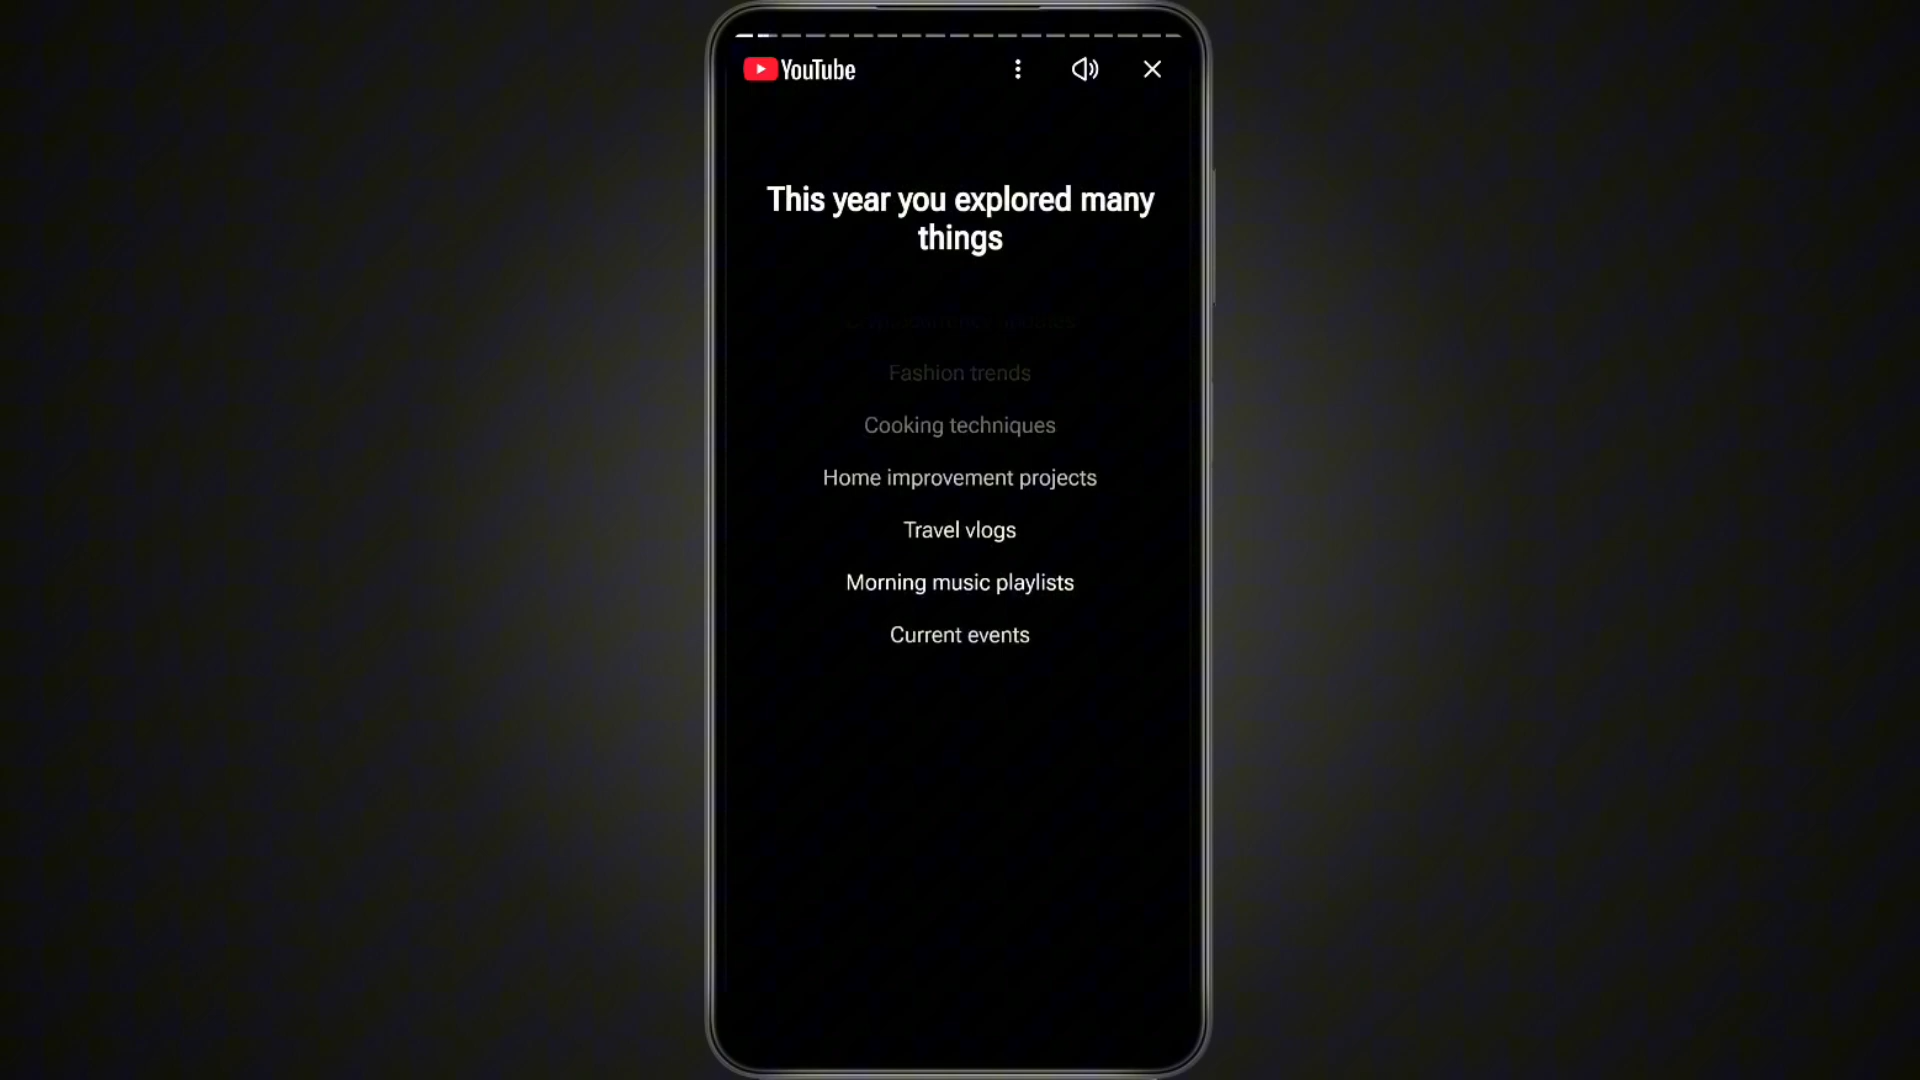 YouTube
This year you explored many
things
Fashion trends
Cooking techniques
Home improvement projects
Travel vlogs
Morning music playlists
Current events